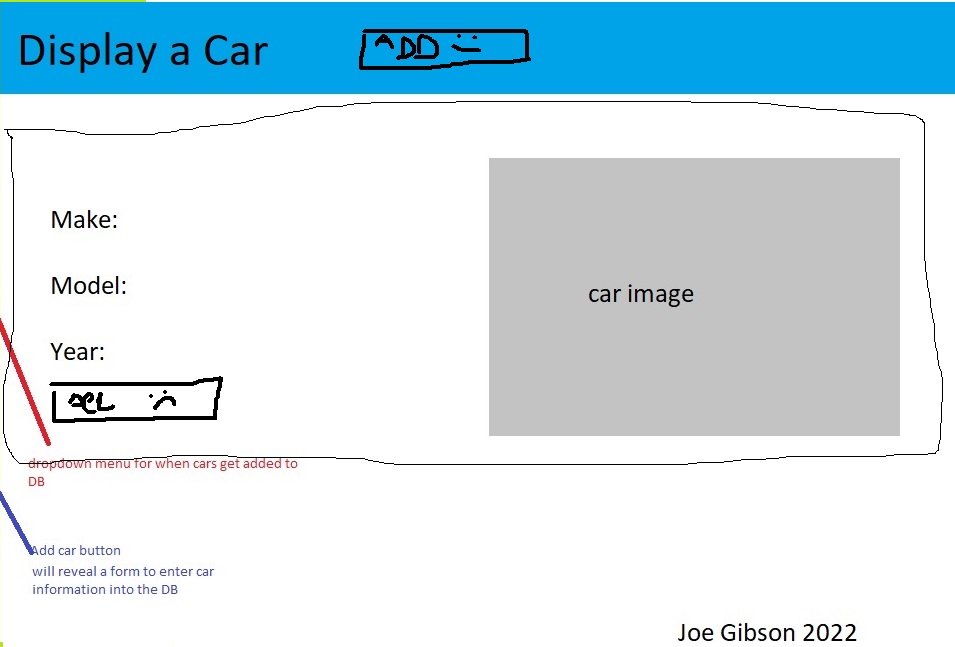 Display a Car
ADD :)
Make:
Model:
Year:
DEL :(
car image
dropdown menu for when cars get added to
DB
Add car button
will reveal a form to enter car
information into the DB
Joe Gibson 2022